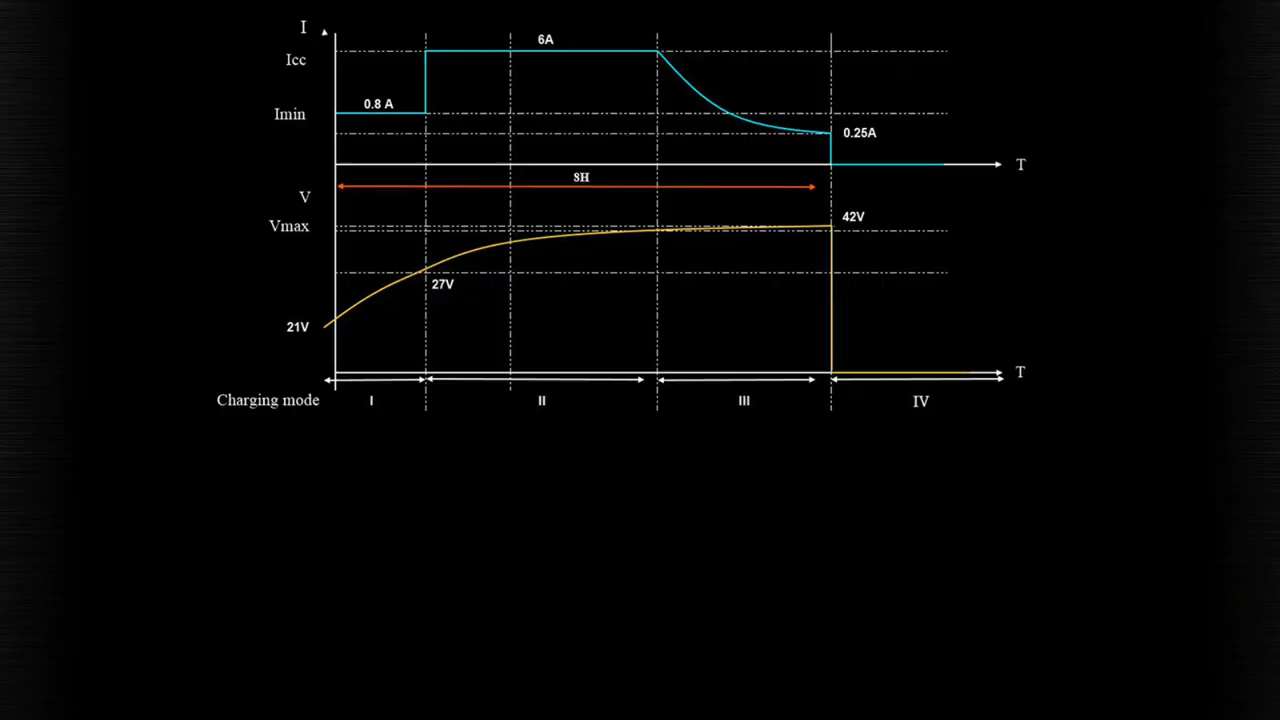 I
6A
Icc
0.8 A
Imin
0.25A
T
8H
V
42V
Vmax
27V
21V
T
Charging mode I II III IV